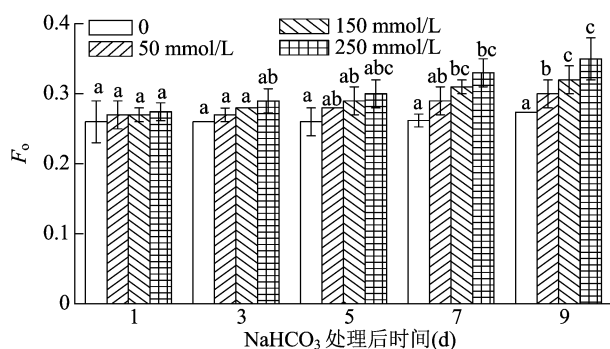 0
150 mmol/L
50 mmol/L
250 mmol/L
0.4
0.3
0.2
0.1
0
Fo
a a a a
a a a ab
a ab ab abc
a ab bc bc
a b c c
1 3 5 7 9
NaHCO3 处理后时间(d)